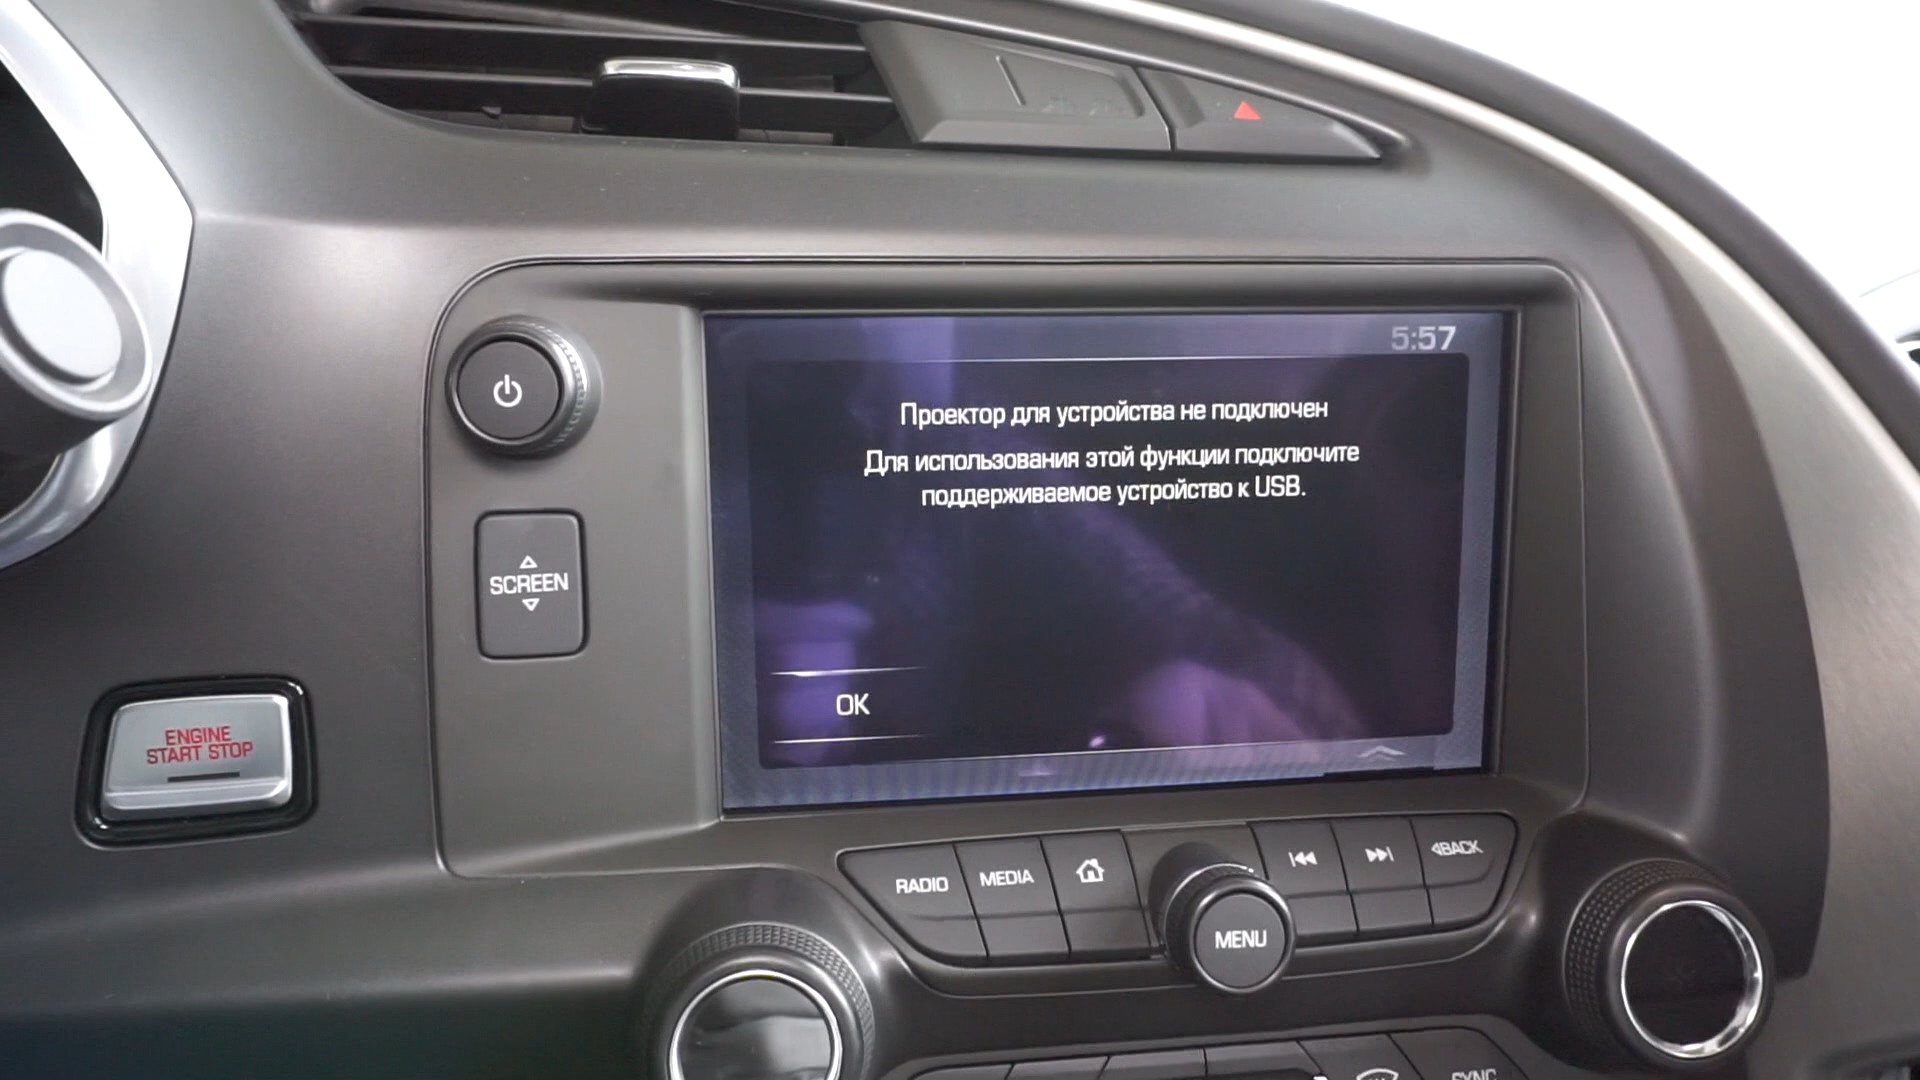 5:57
Проектор для устройства не подключен
Для использования этой функции подключите
поддерживаемое устройство к USB.
OK
SCREEN
ENGINE
START STOP
RADIO
MEDIA
BACK
MENU
SYNC